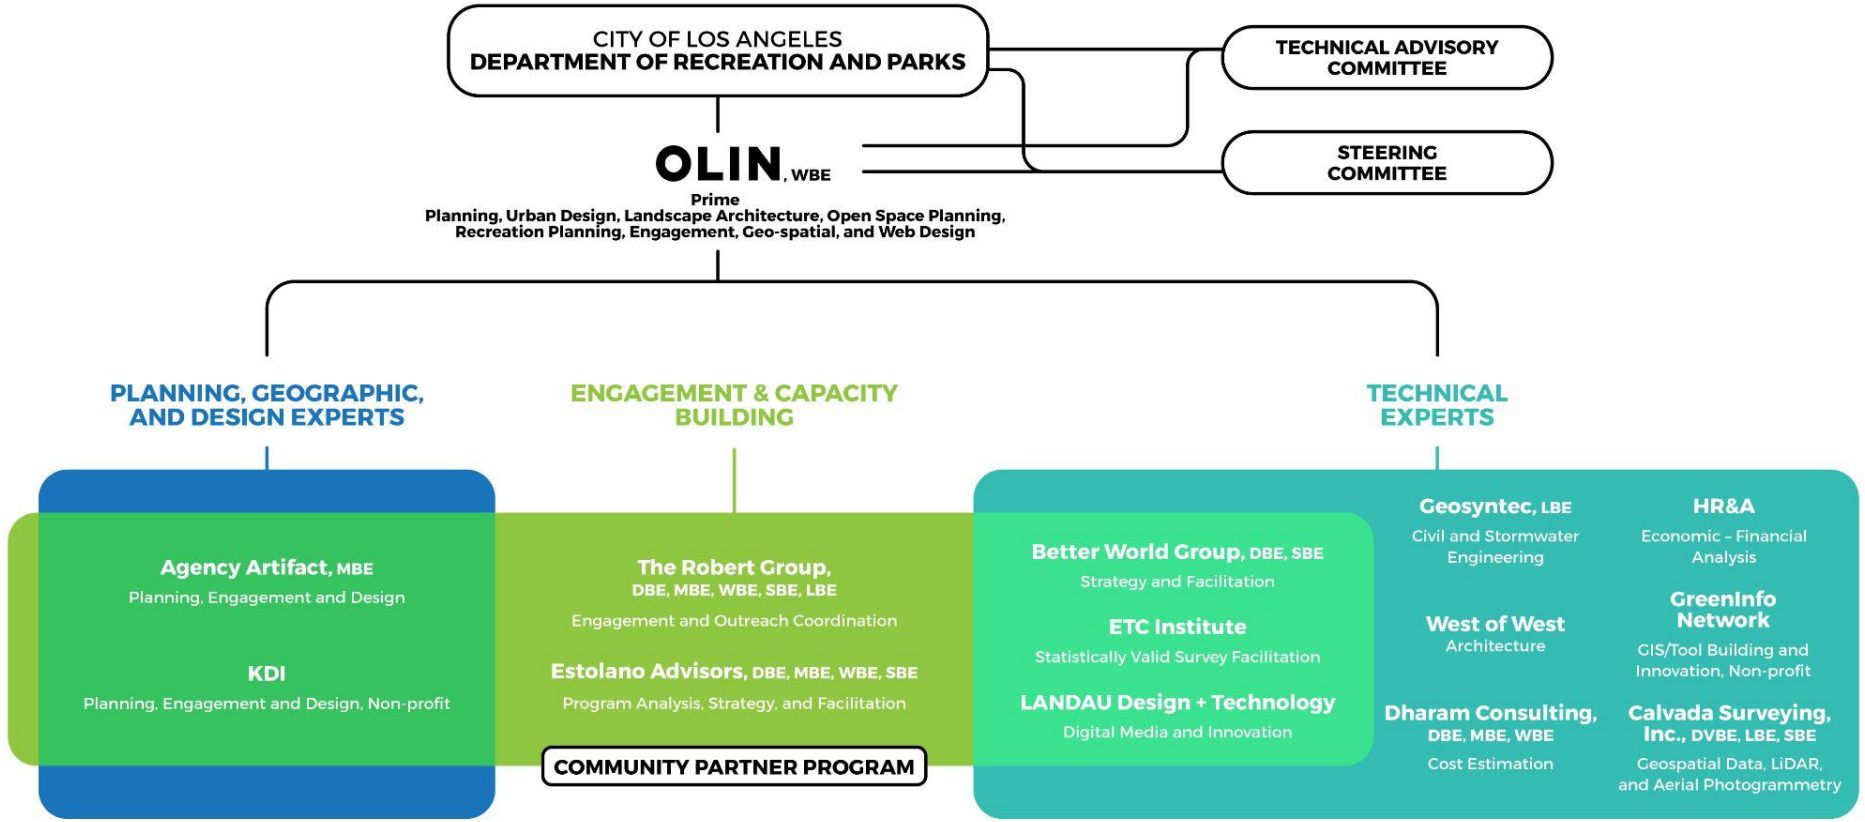 CITY OF LOS ANGELES
DEPARTMENT OF RECREATION AND PARKS
TECHNICAL ADVISORY
COMMITTEE
STEERING
COMMITTEE
OLIN, WBE
Prime
Planning, Urban Design, Landscape Architecture, Open Space Planning,
Recreation Planning, Engagement, Geo-spatial, and Web Design
PLANNING, GEOGRAPHIC,
AND DESIGN EXPERTS
ENGAGEMENT & CAPACITY
BUILDING
TECHNICAL
EXPERTS
Agency Artifact, MBE
Planning, Engagement and Design
KDI
Planning, Engagement and Design, Non-profit
The Robert Group,
DBE, MBE, WBE, SBE, LBE
Engagement and Outreach Coordination
Estolano Advisors, DBE, MBE, WBE, SBE
Program Analysis, Strategy, and Facilitation
COMMUNITY PARTNER PROGRAM
Better World Group, DBE, SBE
Strategy and Facilitation
ETC Institute
Statistically Valid Survey Facilitation
LANDAU Design + Technology
Digital Media and Innovation
Geosyntec, LBE
Civil and Stormwater
Engineering
West of West
Architecture
Dharam Consulting,
DBE, MBE, WBE
Cost Estimation
HR&A
Economic – Financial
Analysis
GreenInfo
Network
GIS/Tool Building and
Innovation, Non-profit
Calvada Surveying,
Inc., DVBE, LBE, SBE
Geospatial Data, LiDAR,
and Aerial Photogrammetry